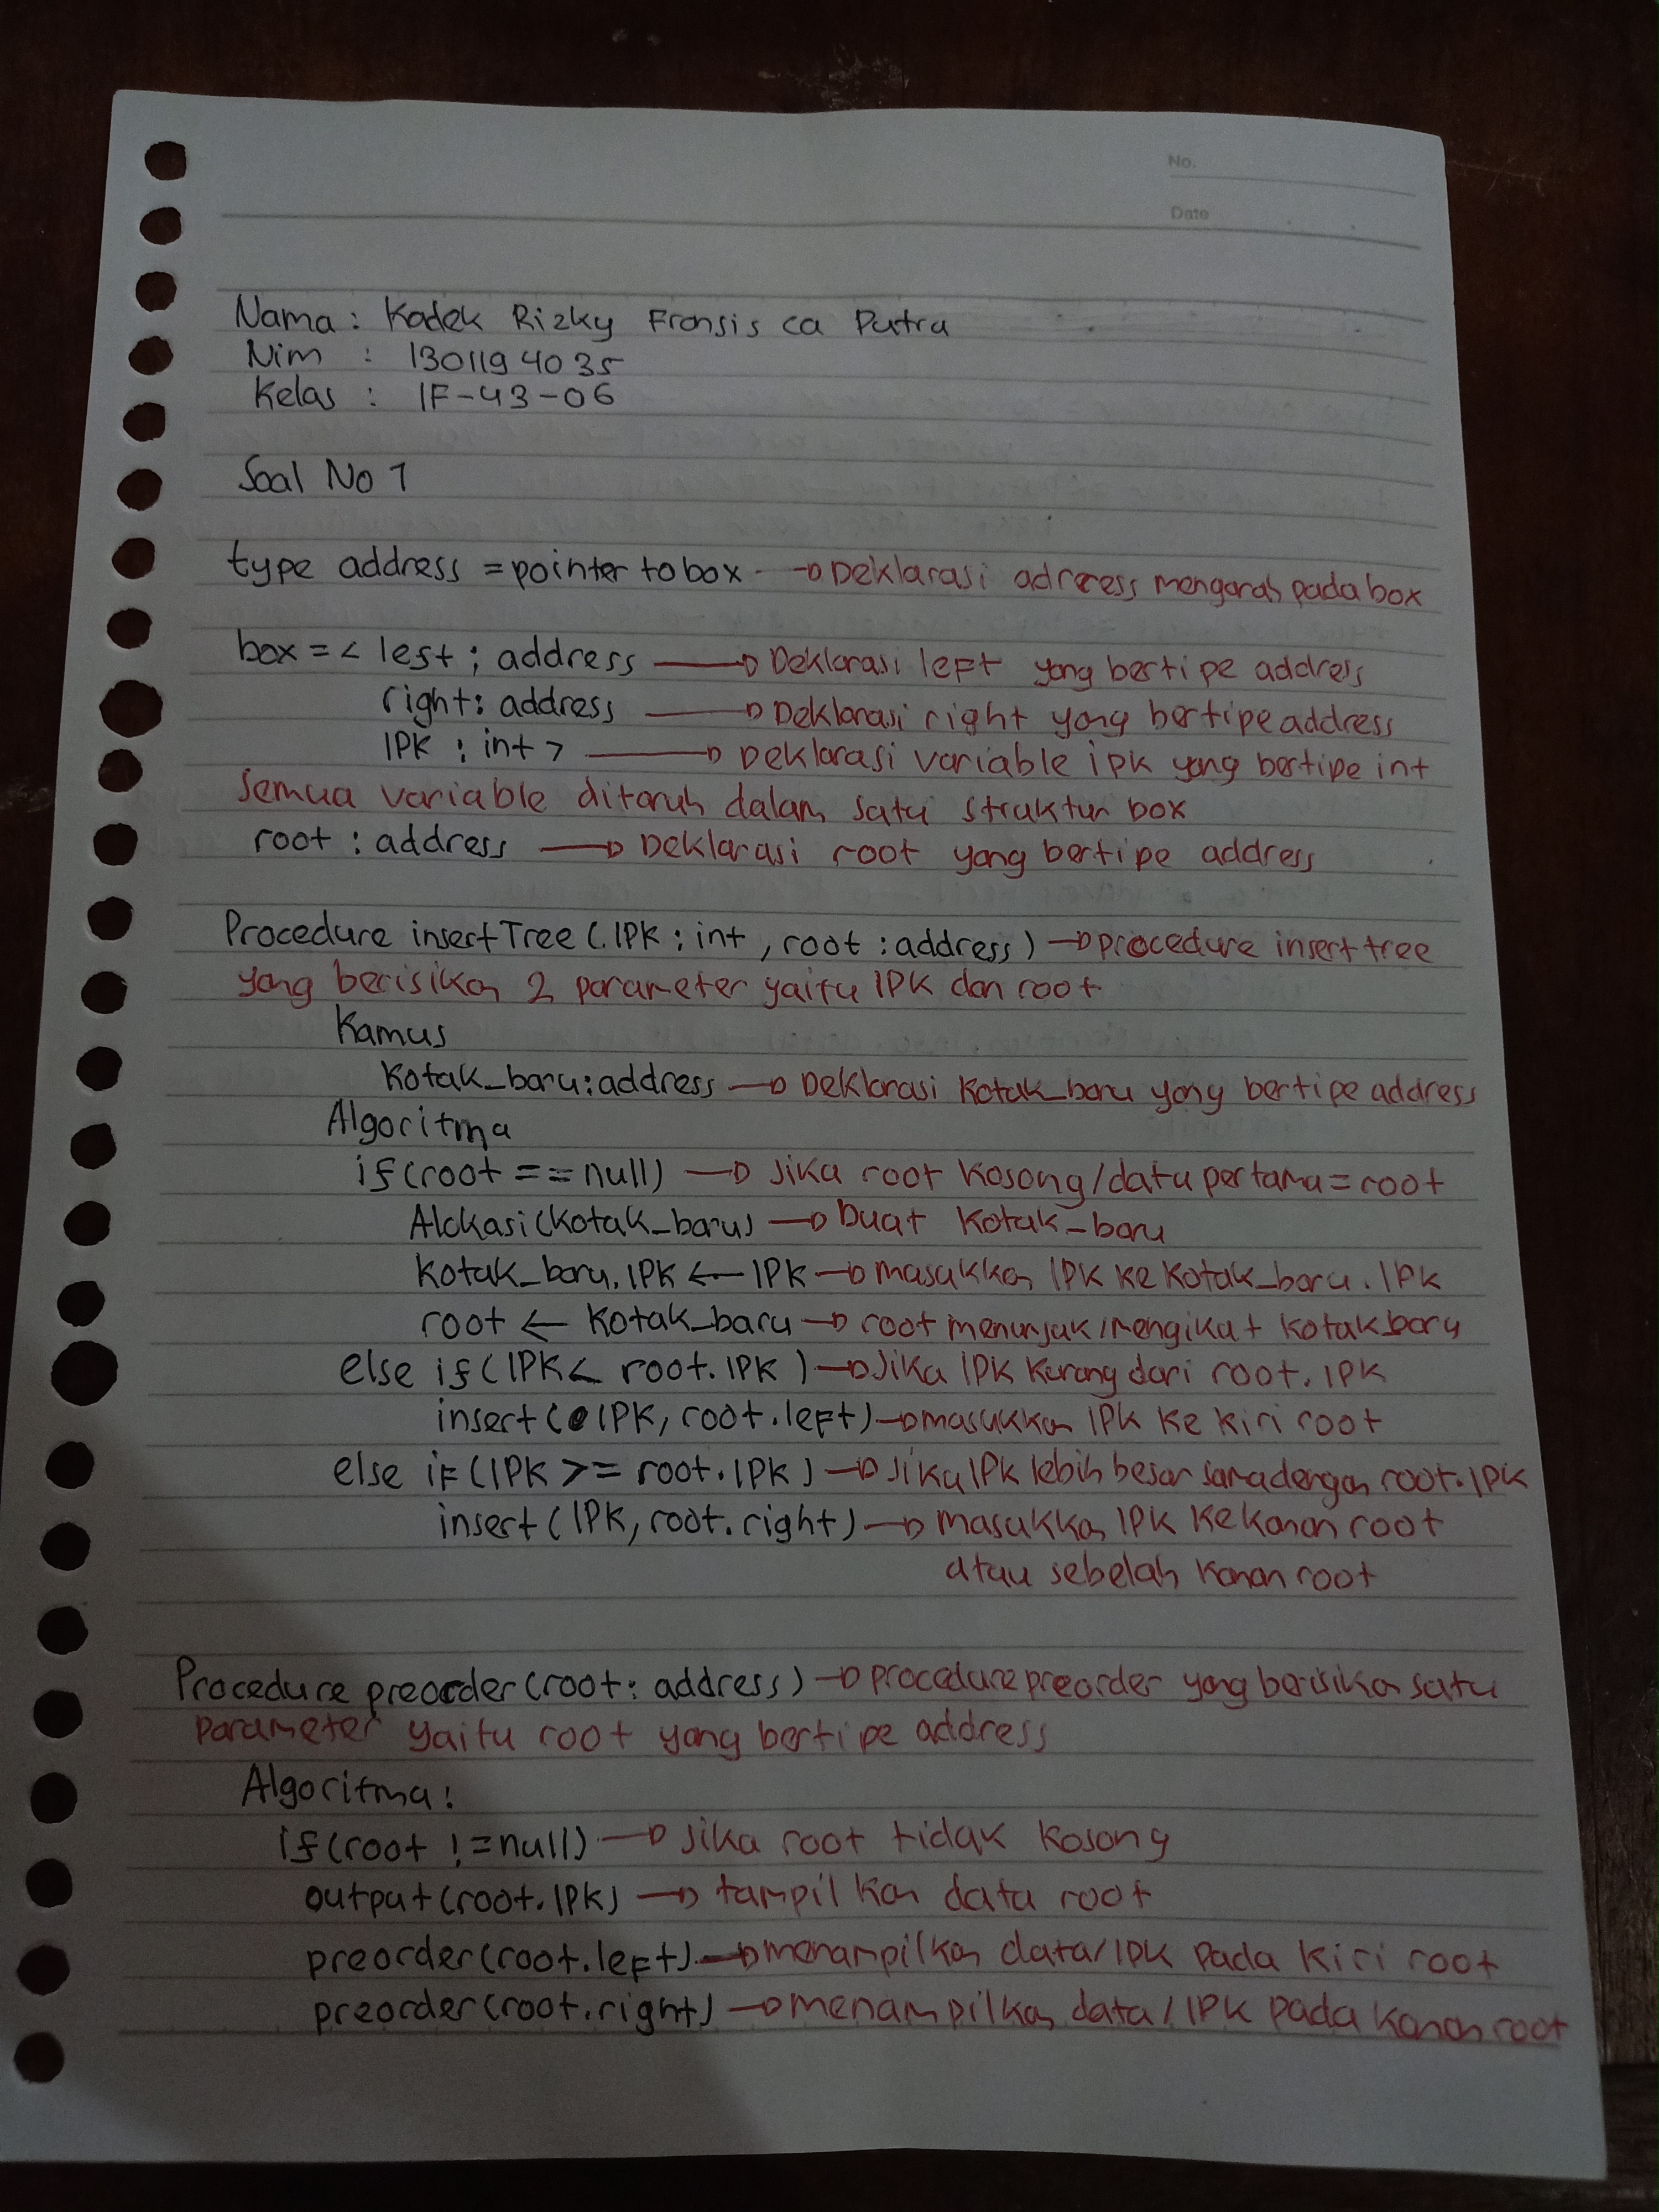 No.
Date
Nama : Kadek Rizky Fransis ca Putra
Nim : 1301194035
Kelas : IF-43-06
Soal No 1
type address = pointer to box → Deklarasi adrress mengarah pada box
box = < lest ; address → Deklarasi left yang bertipe address
right : address → Deklarasi right yang bertipe address
IPK : int > → Deklarasi variable ipk yang bertipe int
Semua variable ditaruh dalam satu struktur box
root : address → Deklarasi root yang bertipe address
Procedure insertTree (IPK : int , root : address) → procedure insert tree
yang berisikan 2 parameter yaitu IPK dan root
Kamus
Kotak_baru : address → Deklarasi Kotak_baru yang bertipe address
Algoritma
if (root == null) → Jika root kosong/data pertama = root
Alokasi (kotak_baru) → buat kotak_baru
Kotak_baru.IPK ← IPK → masukkan IPK ke kotak_baru.IPK
root ← kotak_baru → root menunjuk/mengikat kotak baru
else if (IPK < root.IPK) → Jika IPK kurang dari root.IPK
insert (IPK, root.left) → masukkan IPK ke kiri root
else if (IPK >= root.IPK) → Jika IPK lebih besar sama dengan root.IPK
insert (IPK, root.right) → masukkan IPK ke kanan root
atau sebelah kanan root
Procedure preorder (root : address) → procedure preorder yang berisikan satu
parameter yaitu root yang bertipe address
Algoritma :
if (root != null) → Jika root tidak kosong
output (root.IPK) → tampilkan data root
preorder (root.left) → menampilkan data/IPK pada kiri root
preorder (root.right) → menampilkan data/IPK pada kanan root